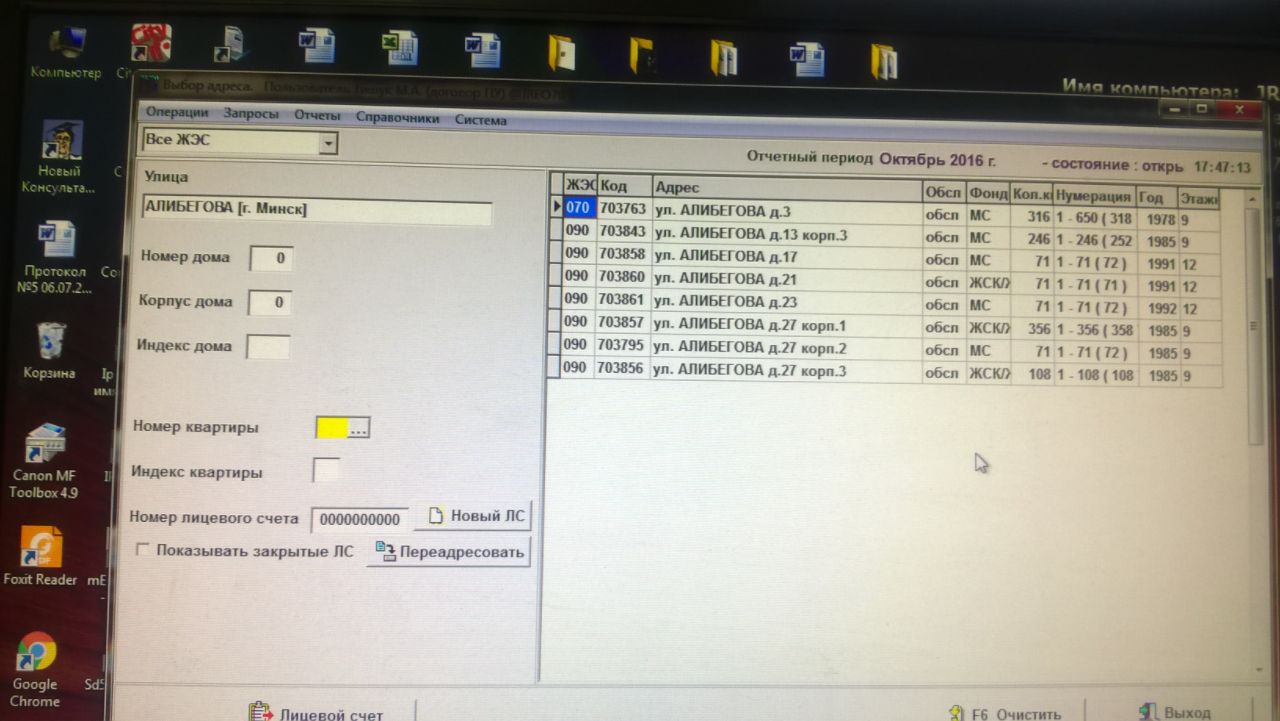 Компьютер
Имя компьютера: JR
Выбор адреса. Пользователь Тищук М.А. (договор ПУ)
Операции Запросы Отчеты Справочники Система
Все ЖЭС
Отчетный период Октябрь 2016 г. - состояние : откры 17:47:13
Улица
АЛИБЕГОВА [г. Минск]
Номер дома 0
Корпус дома 0
Индекс дома
Номер квартиры ...
Индекс квартиры
Номер лицевого счета 0000000000 Новый ЛС
Показывать закрытые ЛС Переадресовать
ЖЭС Код Адрес Обсл Фонд Кол.к Нумерация Год Этажи
070 703763 ул. АЛИБЕГОВА д.3 обсл МС 316 1 - 650 ( 318 1978 9
090 703843 ул. АЛИБЕГОВА д.13 корп.3 обсл МС 246 1 - 246 ( 252 1985 9
090 703858 ул. АЛИБЕГОВА д.17 обсл МС 71 1 - 71 ( 72 ) 1991 12
090 703860 ул. АЛИБЕГОВА д.21 обсл ЖСК/Ж 71 1 - 71 ( 71 ) 1991 12
090 703861 ул. АЛИБЕГОВА д.23 обсл МС 71 1 - 71 ( 72 ) 1992 12
090 703857 ул. АЛИБЕГОВА д.27 корп.1 обсл ЖСК/Ж 356 1 - 356 ( 358 1985 9
090 703795 ул. АЛИБЕГОВА д.27 корп.2 обсл МС 71 1 - 71 ( 72 ) 1985 9
090 703856 ул. АЛИБЕГОВА д.27 корп.3 обсл ЖСК/Ж 108 1 - 108 ( 108 1985 9
Лицевой счет F6 Очистить Выход
Новый
Консульта...
Протокол
№5 06.07.2...
Корзина
Canon MF
Toolbox 4.9
Foxit Reader
Google
Chrome